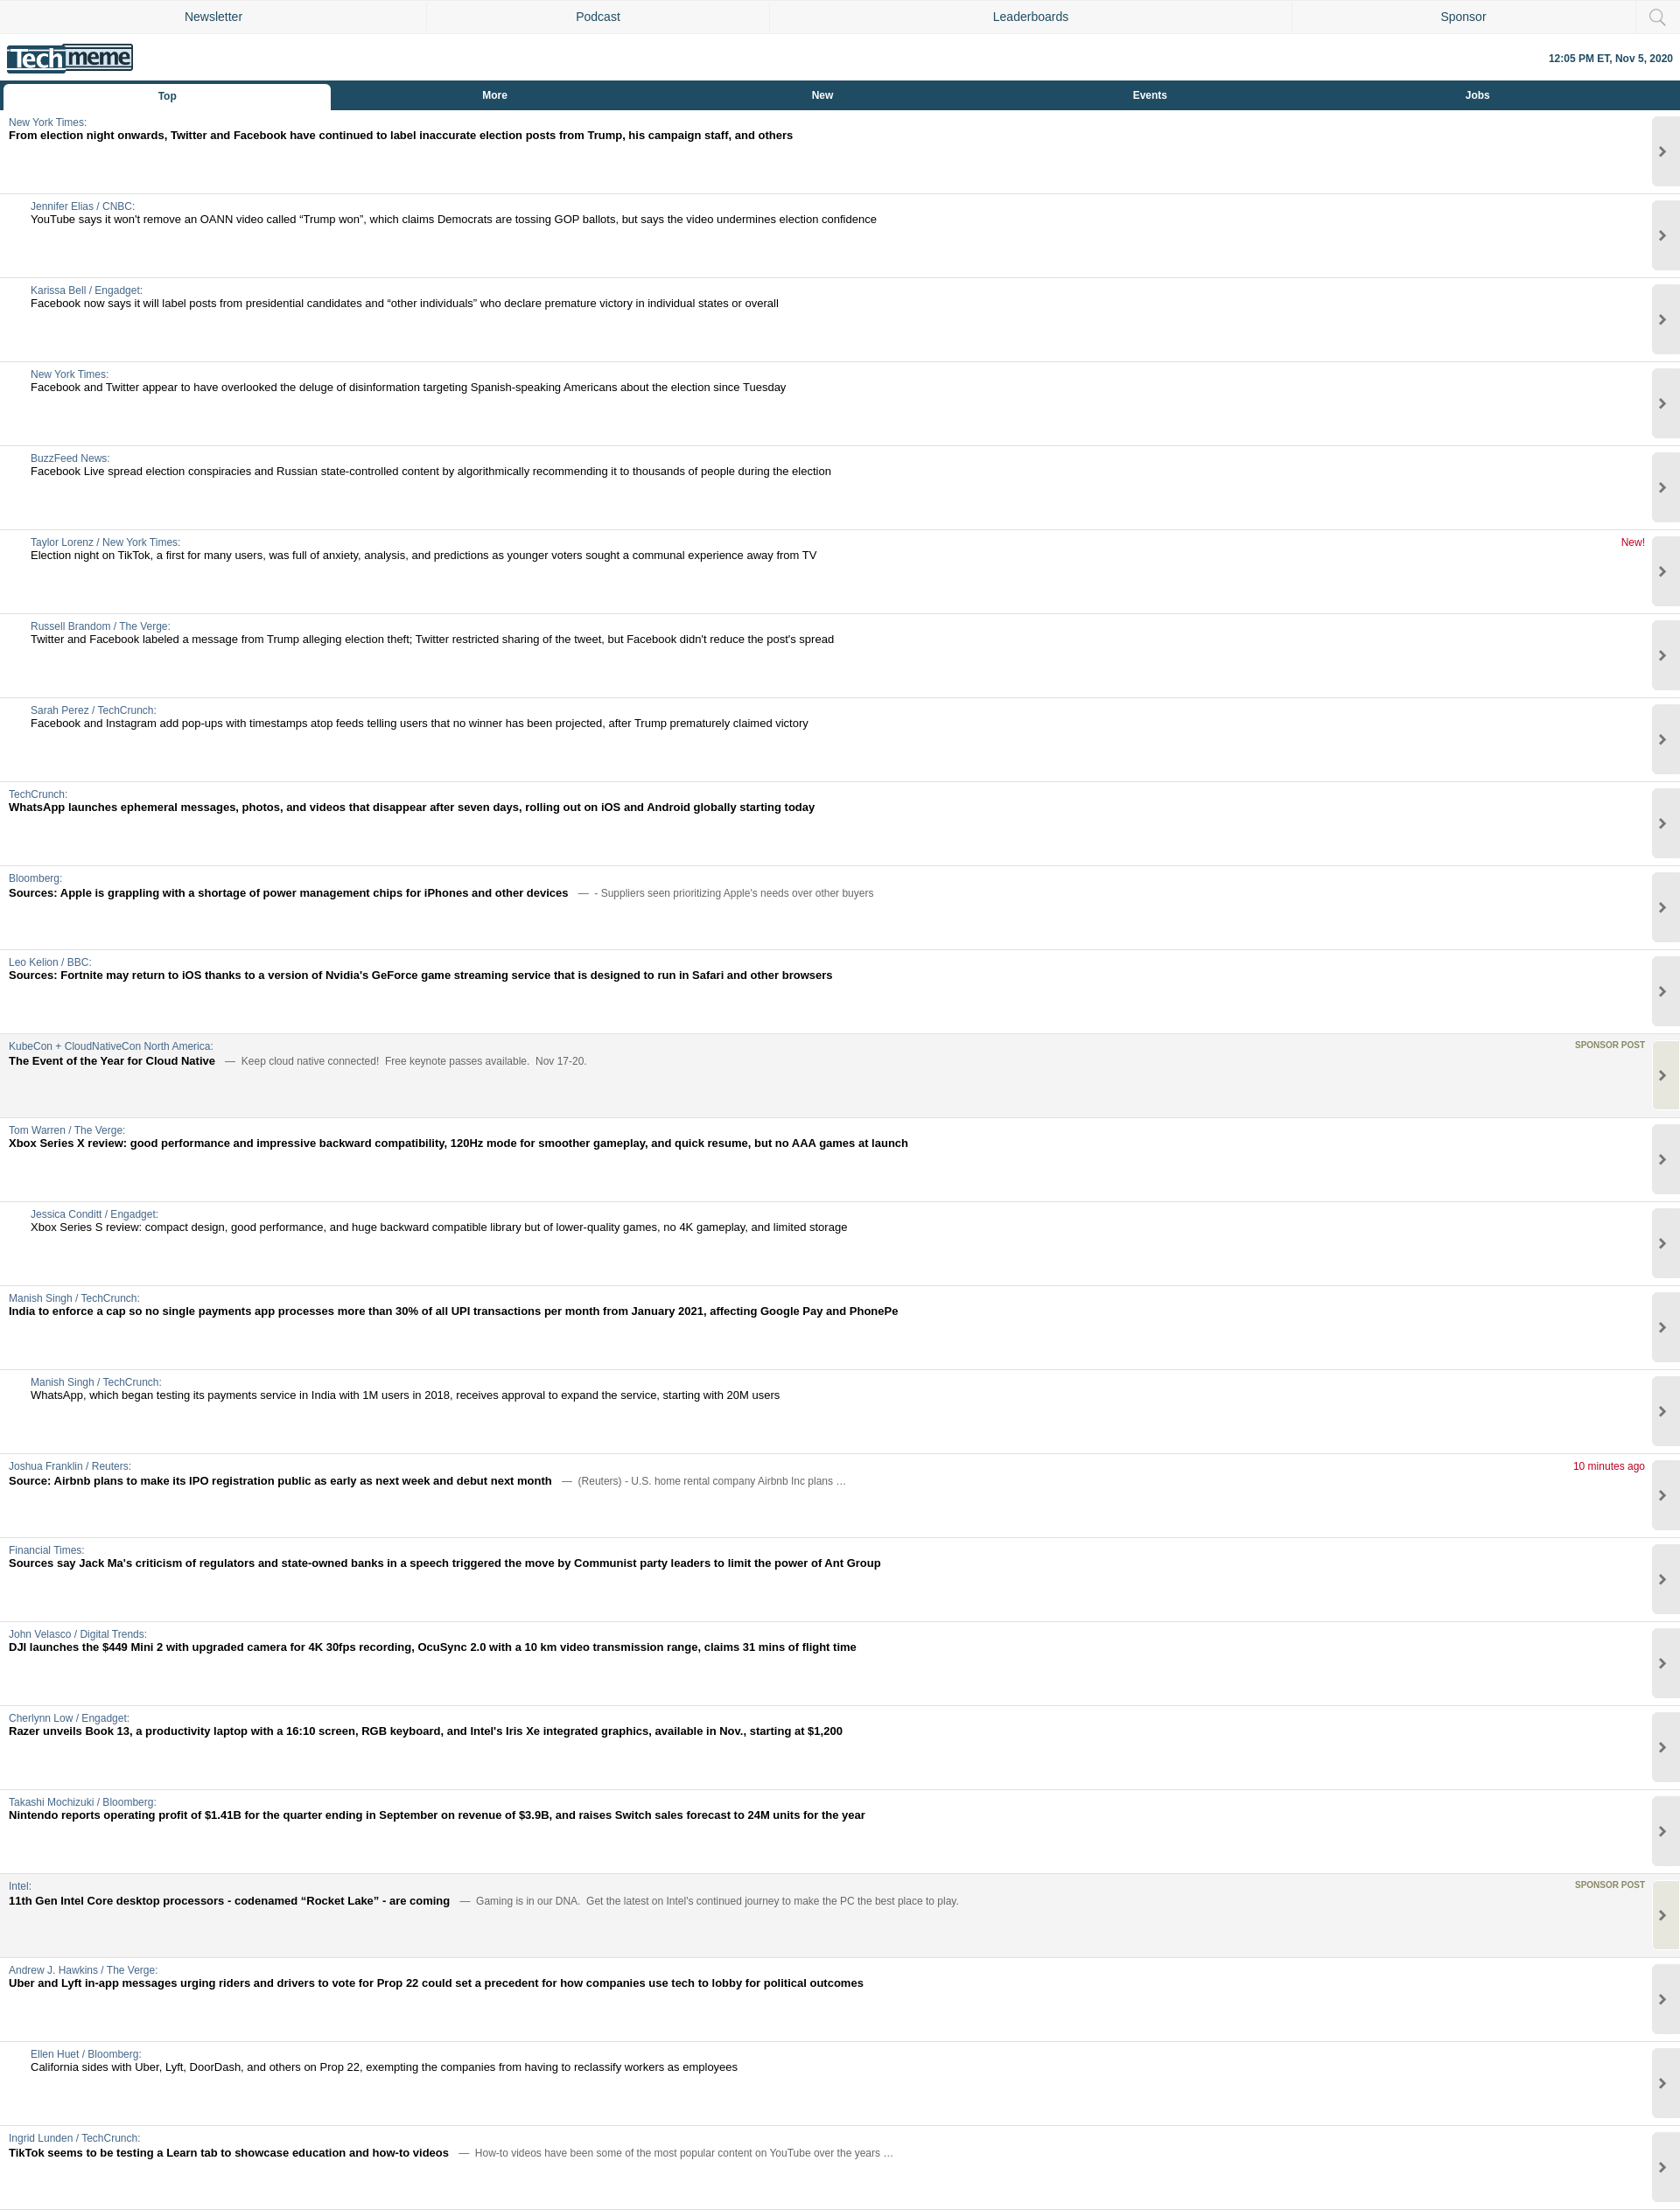 Newsletter
Podcast
Leaderboards
Sponsor
Techmeme
12:05 PM ET, Nov 5, 2020
Top
More
New
Events
Jobs
New York Times:
From election night onwards, Twitter and Facebook have continued to label inaccurate election posts from Trump, his campaign staff, and others
Jennifer Elias / CNBC:
YouTube says it won't remove an OANN video called “Trump won”, which claims Democrats are tossing GOP ballots, but says the video undermines election confidence
Karissa Bell / Engadget:
Facebook now says it will label posts from presidential candidates and “other individuals” who declare premature victory in individual states or overall
New York Times:
Facebook and Twitter appear to have overlooked the deluge of disinformation targeting Spanish-speaking Americans about the election since Tuesday
BuzzFeed News:
Facebook Live spread election conspiracies and Russian state-controlled content by algorithmically recommending it to thousands of people during the election
Taylor Lorenz / New York Times:
New!
Election night on TikTok, a first for many users, was full of anxiety, analysis, and predictions as younger voters sought a communal experience away from TV
Russell Brandom / The Verge:
Twitter and Facebook labeled a message from Trump alleging election theft; Twitter restricted sharing of the tweet, but Facebook didn't reduce the post's spread
Sarah Perez / TechCrunch:
Facebook and Instagram add pop-ups with timestamps atop feeds telling users that no winner has been projected, after Trump prematurely claimed victory
TechCrunch:
WhatsApp launches ephemeral messages, photos, and videos that disappear after seven days, rolling out on iOS and Android globally starting today
Bloomberg:
Sources: Apple is grappling with a shortage of power management chips for iPhones and other devices — - Suppliers seen prioritizing Apple's needs over other buyers
Leo Kelion / BBC:
Sources: Fortnite may return to iOS thanks to a version of Nvidia's GeForce game streaming service that is designed to run in Safari and other browsers
KubeCon + CloudNativeCon North America:
SPONSOR POST
The Event of the Year for Cloud Native — Keep cloud native connected! Free keynote passes available. Nov 17-20.
Tom Warren / The Verge:
Xbox Series X review: good performance and impressive backward compatibility, 120Hz mode for smoother gameplay, and quick resume, but no AAA games at launch
Jessica Conditt / Engadget:
Xbox Series S review: compact design, good performance, and huge backward compatible library but of lower-quality games, no 4K gameplay, and limited storage
Manish Singh / TechCrunch:
India to enforce a cap so no single payments app processes more than 30% of all UPI transactions per month from January 2021, affecting Google Pay and PhonePe
Manish Singh / TechCrunch:
WhatsApp, which began testing its payments service in India with 1M users in 2018, receives approval to expand the service, starting with 20M users
Joshua Franklin / Reuters:
10 minutes ago
Source: Airbnb plans to make its IPO registration public as early as next week and debut next month — (Reuters) - U.S. home rental company Airbnb Inc plans …
Financial Times:
Sources say Jack Ma's criticism of regulators and state-owned banks in a speech triggered the move by Communist party leaders to limit the power of Ant Group
John Velasco / Digital Trends:
DJI launches the $449 Mini 2 with upgraded camera for 4K 30fps recording, OcuSync 2.0 with a 10 km video transmission range, claims 31 mins of flight time
Cherlynn Low / Engadget:
Razer unveils Book 13, a productivity laptop with a 16:10 screen, RGB keyboard, and Intel's Iris Xe integrated graphics, available in Nov., starting at $1,200
Takashi Mochizuki / Bloomberg:
Nintendo reports operating profit of $1.41B for the quarter ending in September on revenue of $3.9B, and raises Switch sales forecast to 24M units for the year
Intel:
SPONSOR POST
11th Gen Intel Core desktop processors - codenamed “Rocket Lake” - are coming — Gaming is in our DNA. Get the latest on Intel's continued journey to make the PC the best place to play.
Andrew J. Hawkins / The Verge:
Uber and Lyft in-app messages urging riders and drivers to vote for Prop 22 could set a precedent for how companies use tech to lobby for political outcomes
Ellen Huet / Bloomberg:
California sides with Uber, Lyft, DoorDash, and others on Prop 22, exempting the companies from having to reclassify workers as employees
Ingrid Lunden / TechCrunch:
TikTok seems to be testing a Learn tab to showcase education and how-to videos — How-to videos have been some of the most popular content on YouTube over the years …